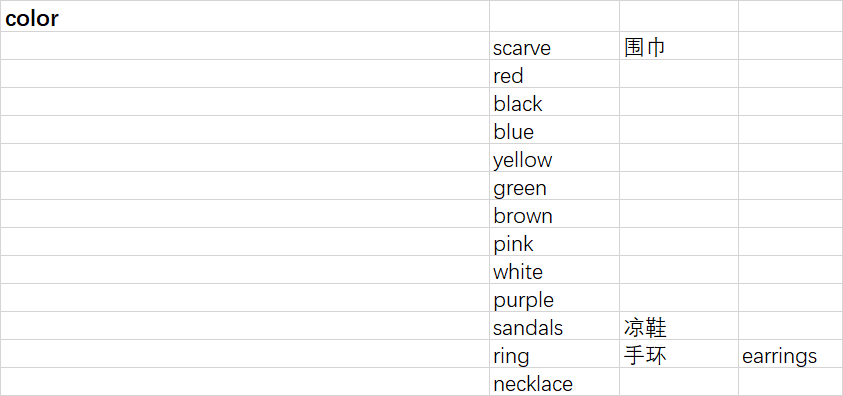 color
scarve 围巾
red
black
blue
yellow
green
brown
pink
white
purple
sandals 凉鞋
ring 手环 earrings
necklace